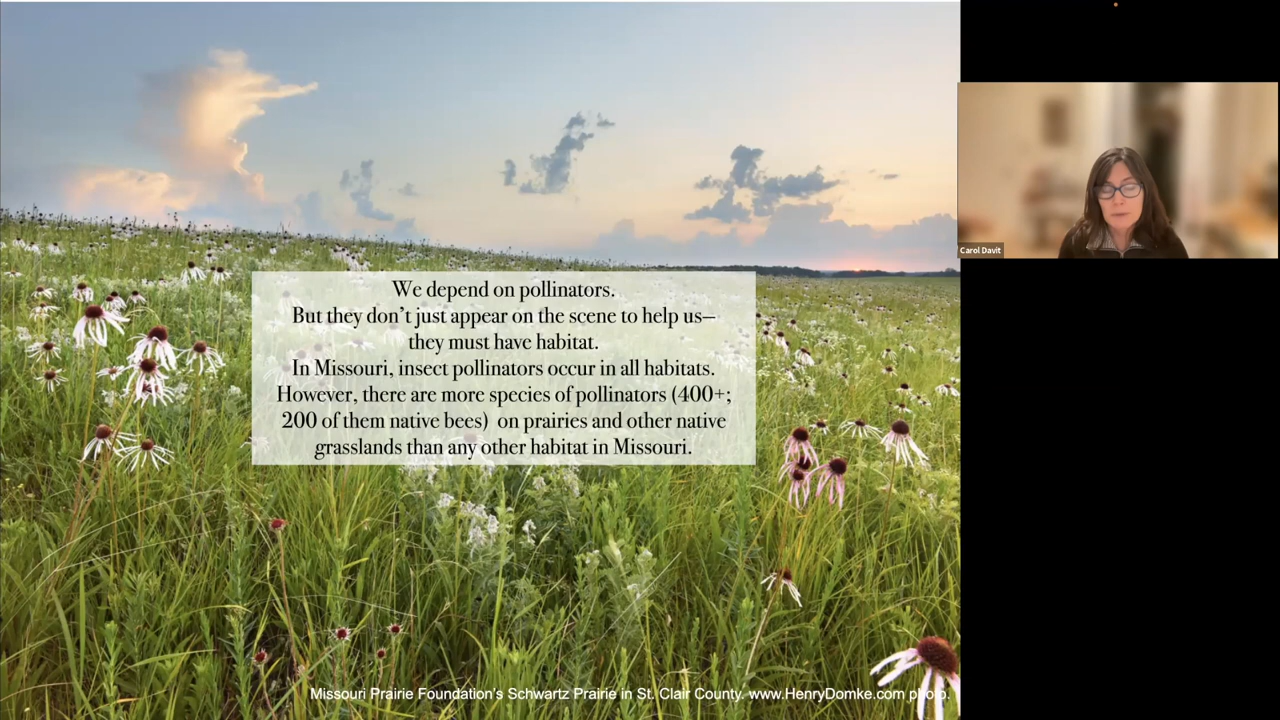 We depend on pollinators.
But they don’t just appear on the scene to help us—
they must have habitat.
In Missouri, insect pollinators occur in all habitats.
However, there are more species of pollinators (400+;
200 of them native bees)  on prairies and other native
grasslands than any other habitat in Missouri.
Missouri Prairie Foundation’s Schwartz Prairie in St. Clair County. www.HenryDomke.com photo.
Carol Davit